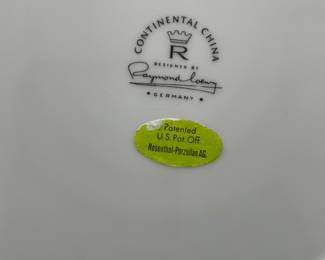 CONTINENTAL CHINA
R
DESIGNED BY
Raymond Loewy
* GERMANY *
Patented
U.S. Pat. Off.
Rosenthal-Porzellan AG.